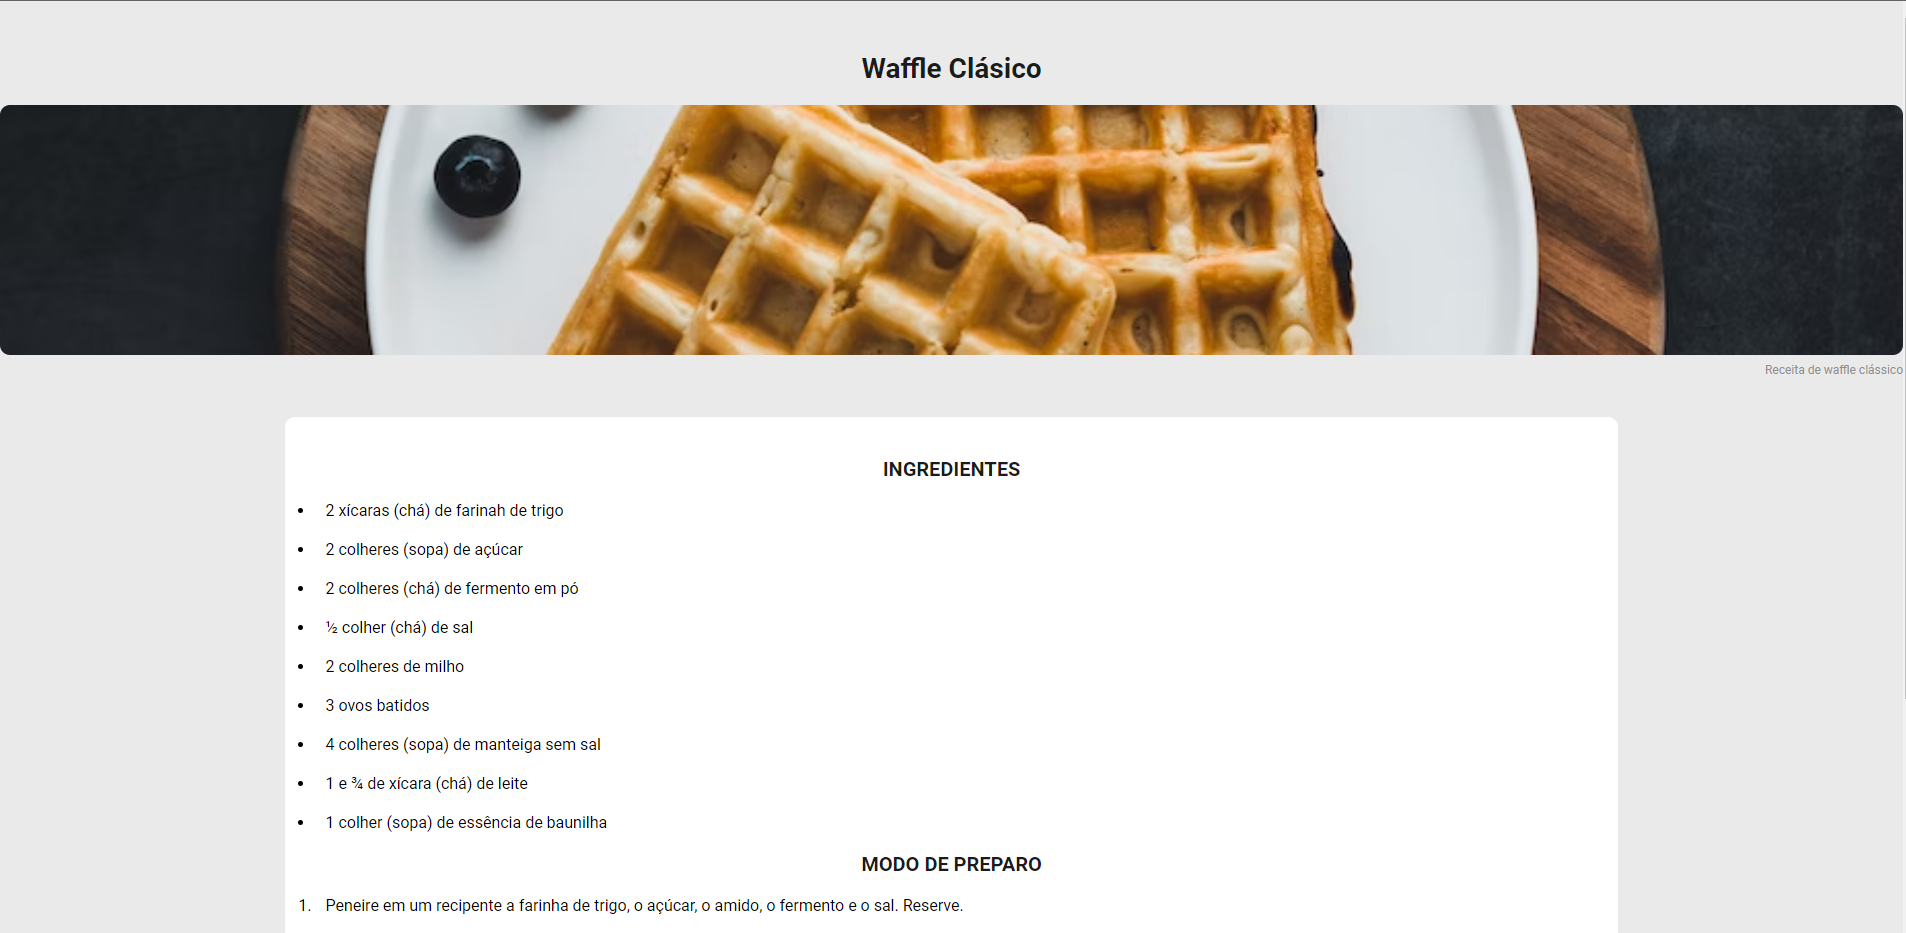 Waffle Clásico
Receita de waffle clássico
INGREDIENTES
• 2 xícaras (chá) de farinah de trigo
• 2 colheres (sopa) de açúcar
• 2 colheres (chá) de fermento em pó
• ½ colher (chá) de sal
• 2 colheres de milho
• 3 ovos batidos
• 4 colheres (sopa) de manteiga sem sal
• 1 e ¾ de xícara (chá) de leite
• 1 colher (sopa) de essência de baunilha
MODO DE PREPARO
1. Peneire em um recipiente a farinha de trigo, o açúcar, o amido, o fermento e o sal. Reserve.